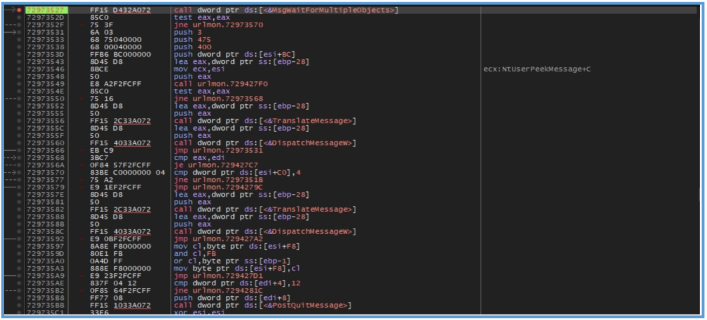 72973527 FF15 D432A072 call dword ptr ds:[<&MsgWaitForMultipleObjects>]
7297352D 85C0 test eax,eax
7297352F 75 3F jne urlmon.72973570
72973531 6A 03 push 3
72973533 68 75040000 push 475
72973538 68 00040000 push 400
7297353D FFB6 BC000000 push dword ptr ds:[esi+BC]
72973543 8D45 D8 lea eax,dword ptr ss:[ebp-28]
72973546 8BCE mov ecx,esi ecx:NtUserPeekMessage+C
72973548 50 push eax
72973549 E8 A2F2FCFF call urlmon.729427F0
7297354E 85C0 test eax,eax
72973550 75 16 jne urlmon.72973568
72973552 8D45 D8 lea eax,dword ptr ss:[ebp-28]
72973555 50 push eax
72973556 FF15 2C33A072 call dword ptr ds:[<&TranslateMessage>]
7297355C 8D45 D8 lea eax,dword ptr ss:[ebp-28]
7297355F 50 push eax
72973560 FF15 4033A072 call dword ptr ds:[<&DispatchMessageW>]
72973566 EB C9 jmp urlmon.72973531
72973568 3BC7 cmp eax,edi
7297356A 0F84 57F2FCFF je urlmon.729427C7
72973570 83BE C0000000 04 cmp dword ptr ds:[esi+C0],4
72973577 75 A2 jne urlmon.7297351B
72973579 E9 1EF2FCFF jmp urlmon.7294279C
7297357E 8D45 D8 lea eax,dword ptr ss:[ebp-28]
72973581 50 push eax
72973582 FF15 2C33A072 call dword ptr ds:[<&TranslateMessage>]
72973588 8D45 D8 lea eax,dword ptr ss:[ebp-28]
7297358B 50 push eax
7297358C FF15 4033A072 call dword ptr ds:[<&DispatchMessageW>]
72973592 E9 0BF2FCFF jmp urlmon.729427A2
72973597 8A8E F8000000 mov cl,byte ptr ds:[esi+F8]
7297359D 80E1 FB and cl,FB
729735A0 0A4D FF or cl,byte ptr ss:[ebp-1]
729735A3 888E F8000000 mov byte ptr ds:[esi+F8],cl
729735A9 E9 23F2FCFF jmp urlmon.729427D1
729735AE 837F 04 12 cmp dword ptr ds:[edi+4],12
729735B2 0F85 64F2FCFF jne urlmon.7294281C
729735B8 FF77 08 push dword ptr ds:[edi+8]
729735BB FF15 1033A072 call dword ptr ds:[<&PostQuitMessage>]
729735C1 33F6 xor esi,esi